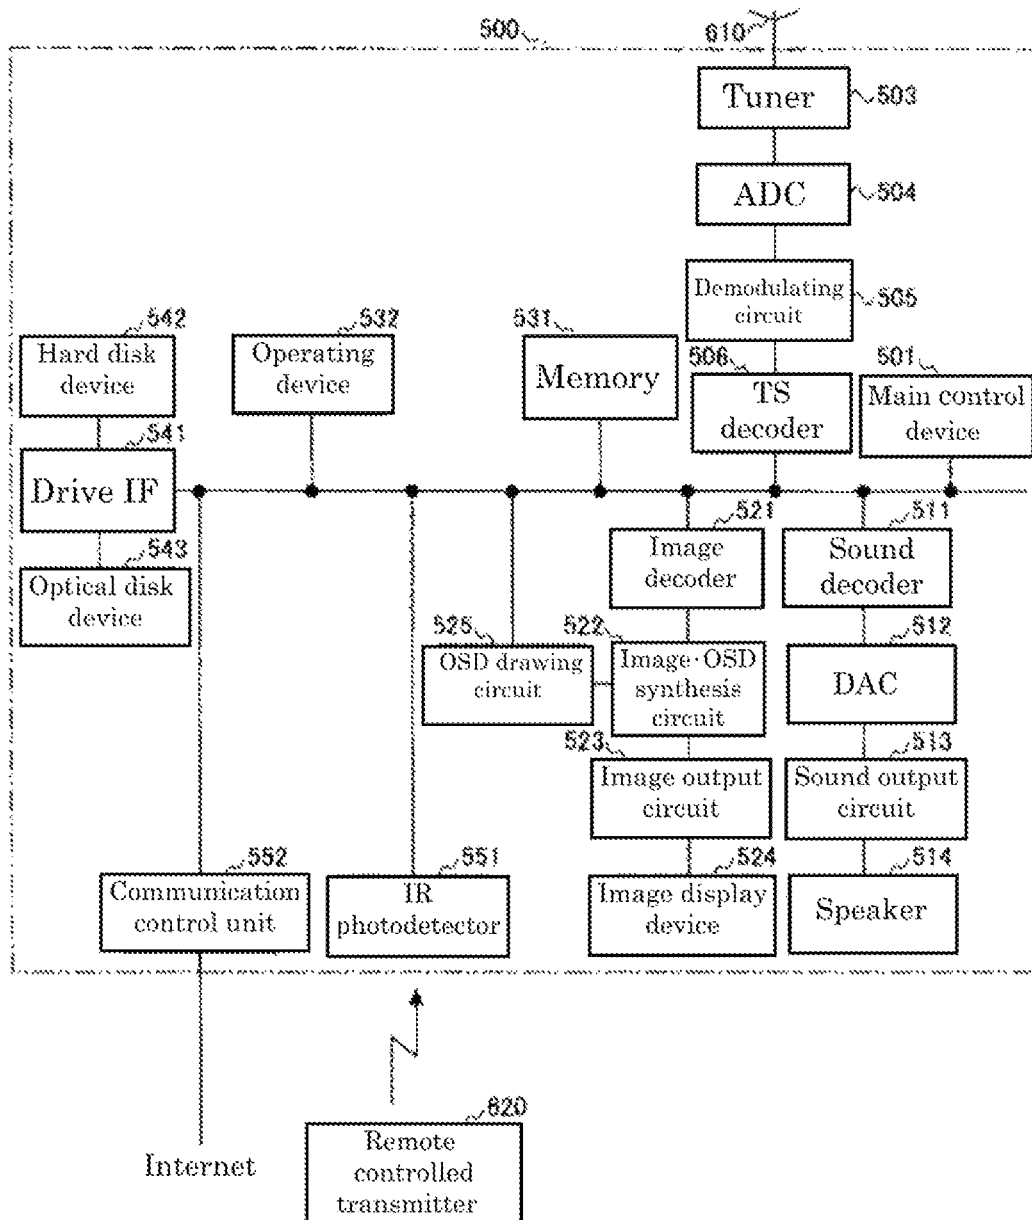 500
610
Tuner
503
ADC
504
Demodulating
circuit
505
542
Hard disk
device
532
Operating
device
531
Memory
506
TS
decoder
501
Main control
device
541
Drive IF
543
Optical disk
device
521
Image
decoder
511
Sound
decoder
525
OSD drawing
circuit
522
Image·OSD
synthesis
circuit
512
DAC
523
Image output
circuit
513
Sound output
circuit
552
Communication
control unit
551
IR
photodetector
524
Image display
device
514
Speaker
620
Internet
Remote
controlled
transmitter